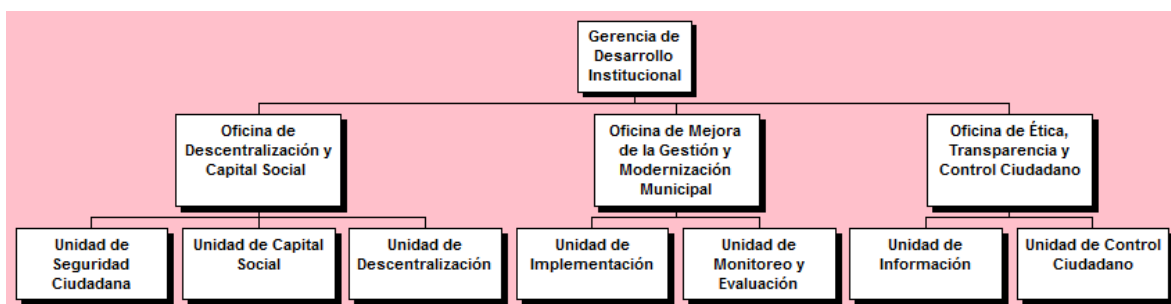 Gerencia de
Desarrollo
Institucional
Oficina de
Descentralización y
Capital Social
Oficina de Mejora
de la Gestión y
Modernización
Municipal
Oficina de Ética,
Transparencia y
Control Ciudadano
Unidad de
Seguridad
Ciudadana
Unidad de Capital
Social
Unidad de
Descentralización
Unidad de
Implementación
Unidad de
Monitoreo y
Evaluación
Unidad de
Información
Unidad de Control
Ciudadano